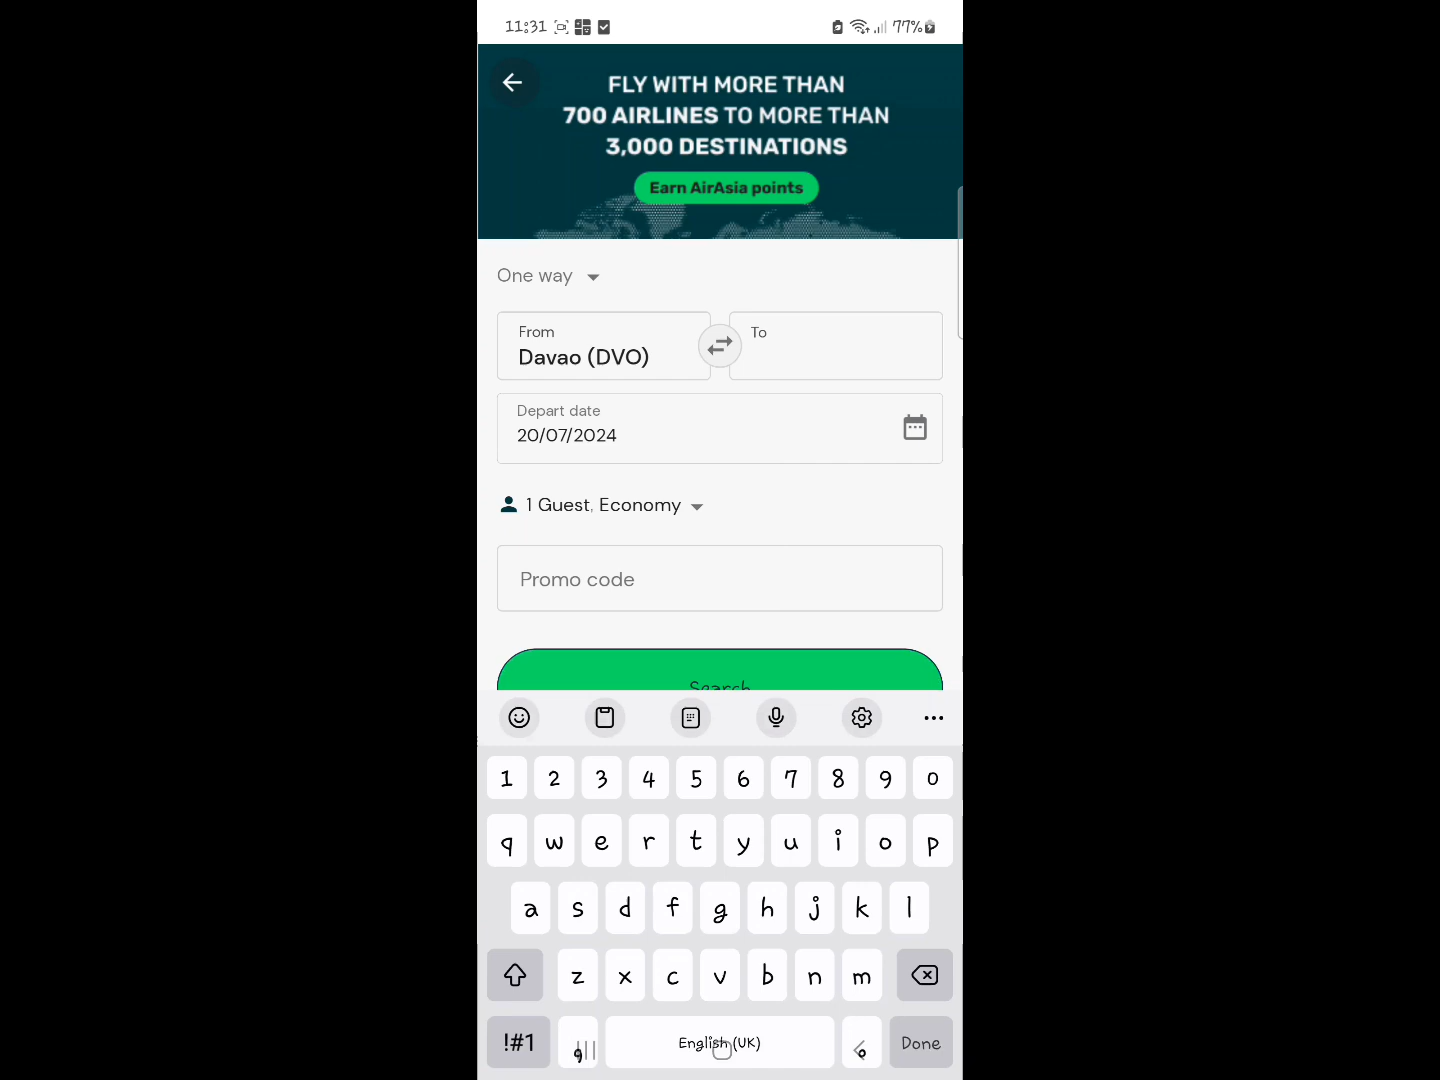 11:31 77%
FLY WITH MORE THAN
700 AIRLINES TO MORE THAN
3,000 DESTINATIONS
Earn AirAsia points
One way
From To
Davao (DVO)
Depart date
20/07/2024
1 Guest, Economy
Promo code
Search
1 2 3 4 5 6 7 8 9 0
q w e r t y u i o p
a s d f g h j k l
z x c v b n m
!#1 , English (UK) . Done